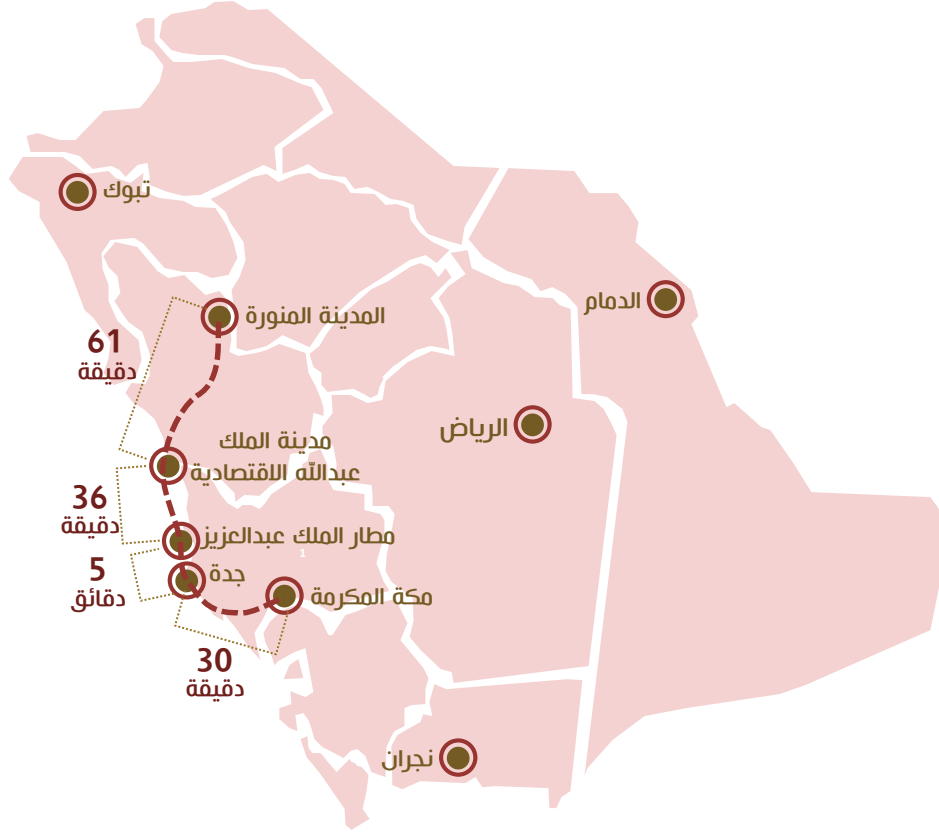 تبوك
الدمام
المدينة المنورة
61
دقيقة
الرياض
مدينة الملك
عبدالله الاقتصادية
36
دقيقة
مطار الملك عبدالعزيز
1
5
دقائق
جدة
مكة المكرمة
30
دقيقة
نجران